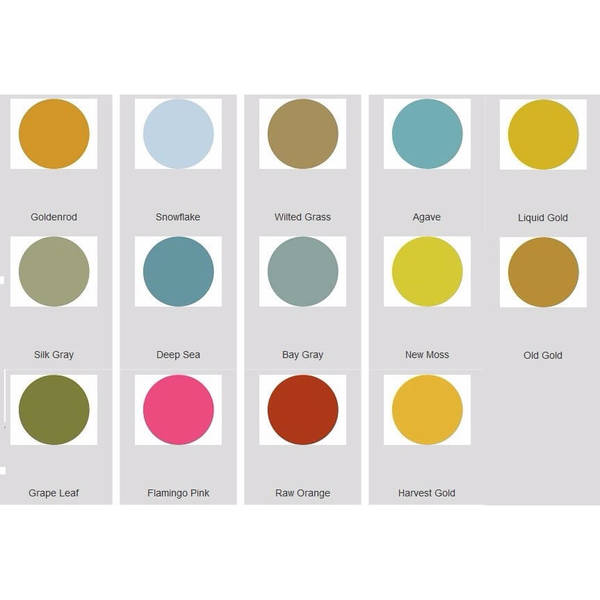 Goldenrod
Snowflake
Wilted Grass
Agave
Liquid Gold
Silk Gray
Deep Sea
Bay Gray
New Moss
Old Gold
Grape Leaf
Flamingo Pink
Raw Orange
Harvest Gold